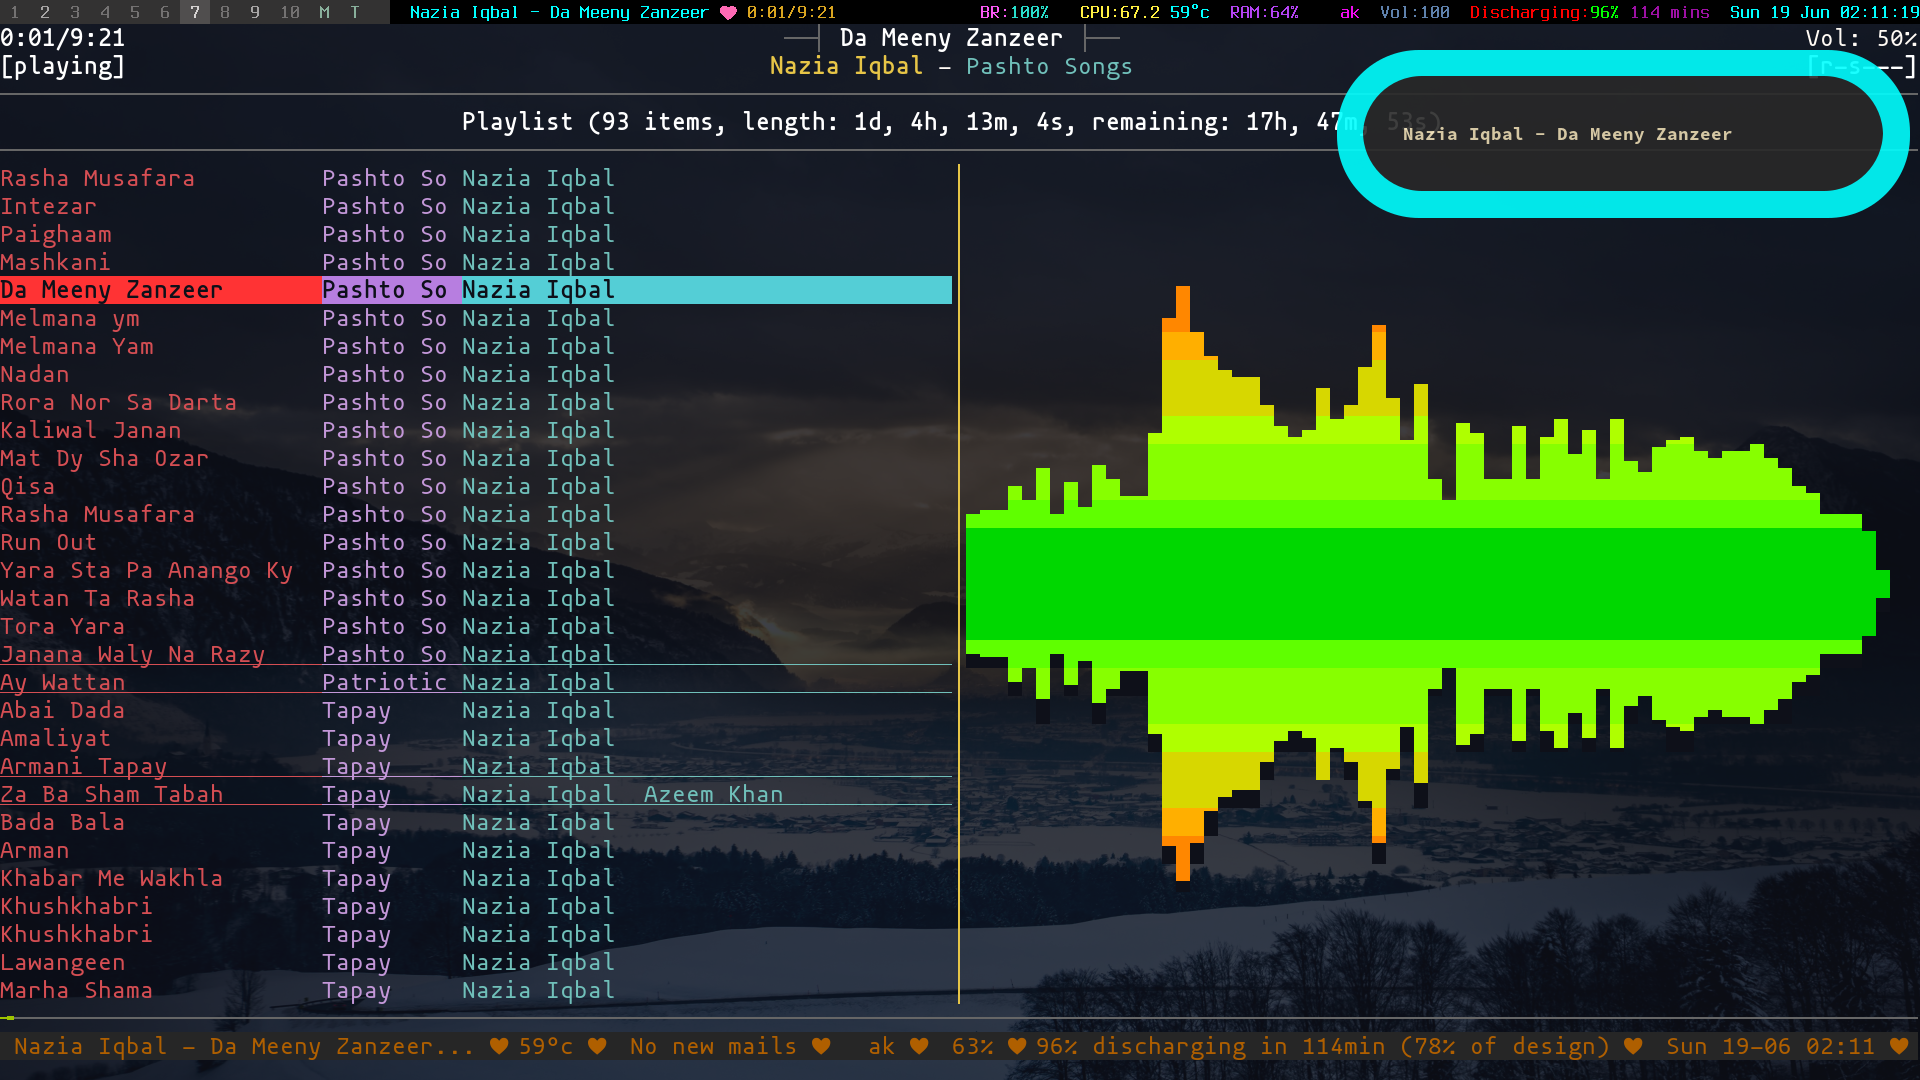 1 2 3 4 5 6 7 8 9 10 M T Nazia Iqbal - Da Meeny Zanzeer ♥ 0:01/9:21 BR:100% CPU:67.2 59°c RAM:64% ak Vol:100 Discharging:96% 114 mins Sun 19 Jun 02:11:19
0:01/9:21 Da Meeny Zanzeer Vol: 50%
[playing] Nazia Iqbal — Pashto Songs [r-s---]
Playlist (93 items, length: 1d, 4h, 13m, 4s, remaining: 17h, 47m, 53s)
Nazia Iqbal - Da Meeny Zanzeer
Rasha Musafara Pashto So Nazia Iqbal
Intezar Pashto So Nazia Iqbal
Paighaam Pashto So Nazia Iqbal
Mashkani Pashto So Nazia Iqbal
Da Meeny Zanzeer Pashto So Nazia Iqbal
Melmana ym Pashto So Nazia Iqbal
Melmana Yam Pashto So Nazia Iqbal
Nadan Pashto So Nazia Iqbal
Rora Nor Sa Darta Pashto So Nazia Iqbal
Kaliwal Janan Pashto So Nazia Iqbal
Mat Dy Sha Ozar Pashto So Nazia Iqbal
Qisa Pashto So Nazia Iqbal
Rasha Musafara Pashto So Nazia Iqbal
Run Out Pashto So Nazia Iqbal
Yara Sta Pa Anango Ky Pashto So Nazia Iqbal
Watan Ta Rasha Pashto So Nazia Iqbal
Tora Yara Pashto So Nazia Iqbal
Janana Waly Na Razy Pashto So Nazia Iqbal
Ay Wattan Patriotic Nazia Iqbal
Abai Dada Tapay Nazia Iqbal
Amaliyat Tapay Nazia Iqbal
Armani Tapay Tapay Nazia Iqbal
Za Ba Sham Tabah Tapay Nazia Iqbal Azeem Khan
Bada Bala Tapay Nazia Iqbal
Arman Tapay Nazia Iqbal
Khabar Me Wakhla Tapay Nazia Iqbal
Khushkhabri Tapay Nazia Iqbal
Khushkhabri Tapay Nazia Iqbal
Lawangeen Tapay Nazia Iqbal
Marha Shama Tapay Nazia Iqbal
Nazia Iqbal - Da Meeny Zanzeer... ♥ 59°c ♥ No new mails ♥ ak ♥ 63% ♥ 96% discharging in 114min (78% of design) ♥ Sun 19-06 02:11 ♥